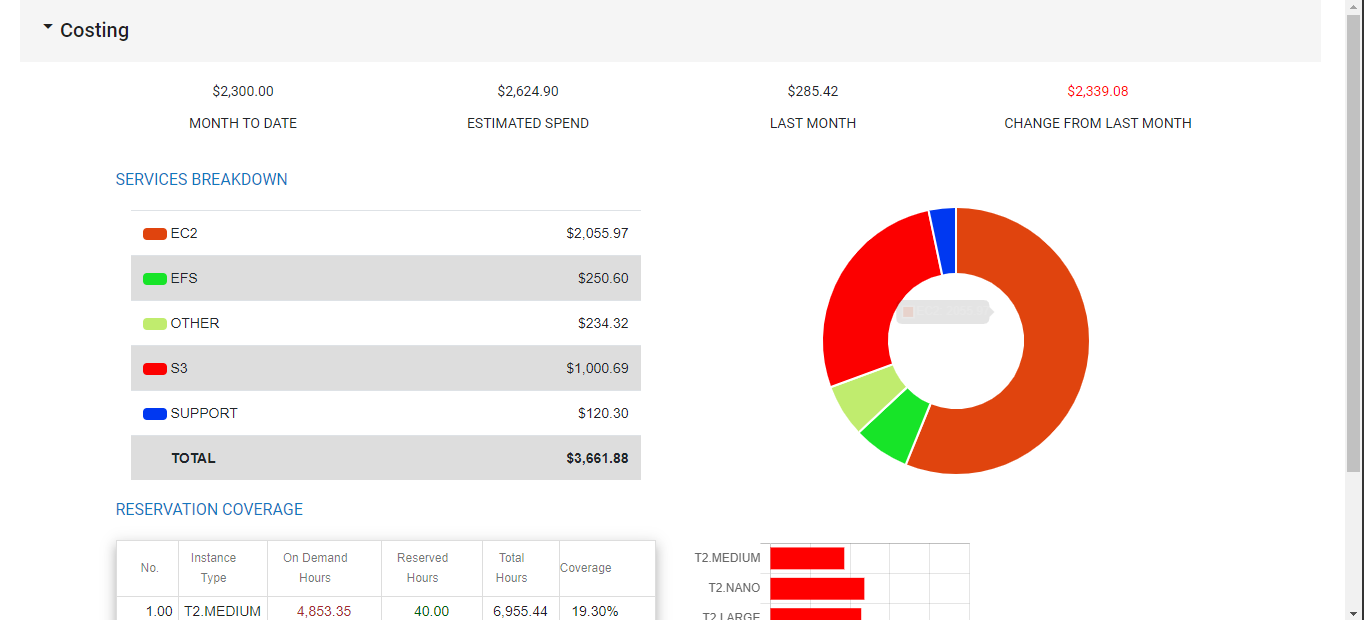 Costing
$2,300.00 $2,624.90 $285.42 $2,339.08
MONTH TO DATE ESTIMATED SPEND LAST MONTH CHANGE FROM LAST MONTH
SERVICES BREAKDOWN
EC2 $2,055.97
EFS $250.60
OTHER $234.32
S3 $1,000.69
SUPPORT $120.30
TOTAL $3,661.88
RESERVATION COVERAGE
No. Instance Type On Demand Hours Reserved Hours Total Hours Coverage
1.00 T2.MEDIUM 4,853.35 40.00 6,955.44 19.30%
T2.MEDIUM
T2.NANO
T2.LARGE